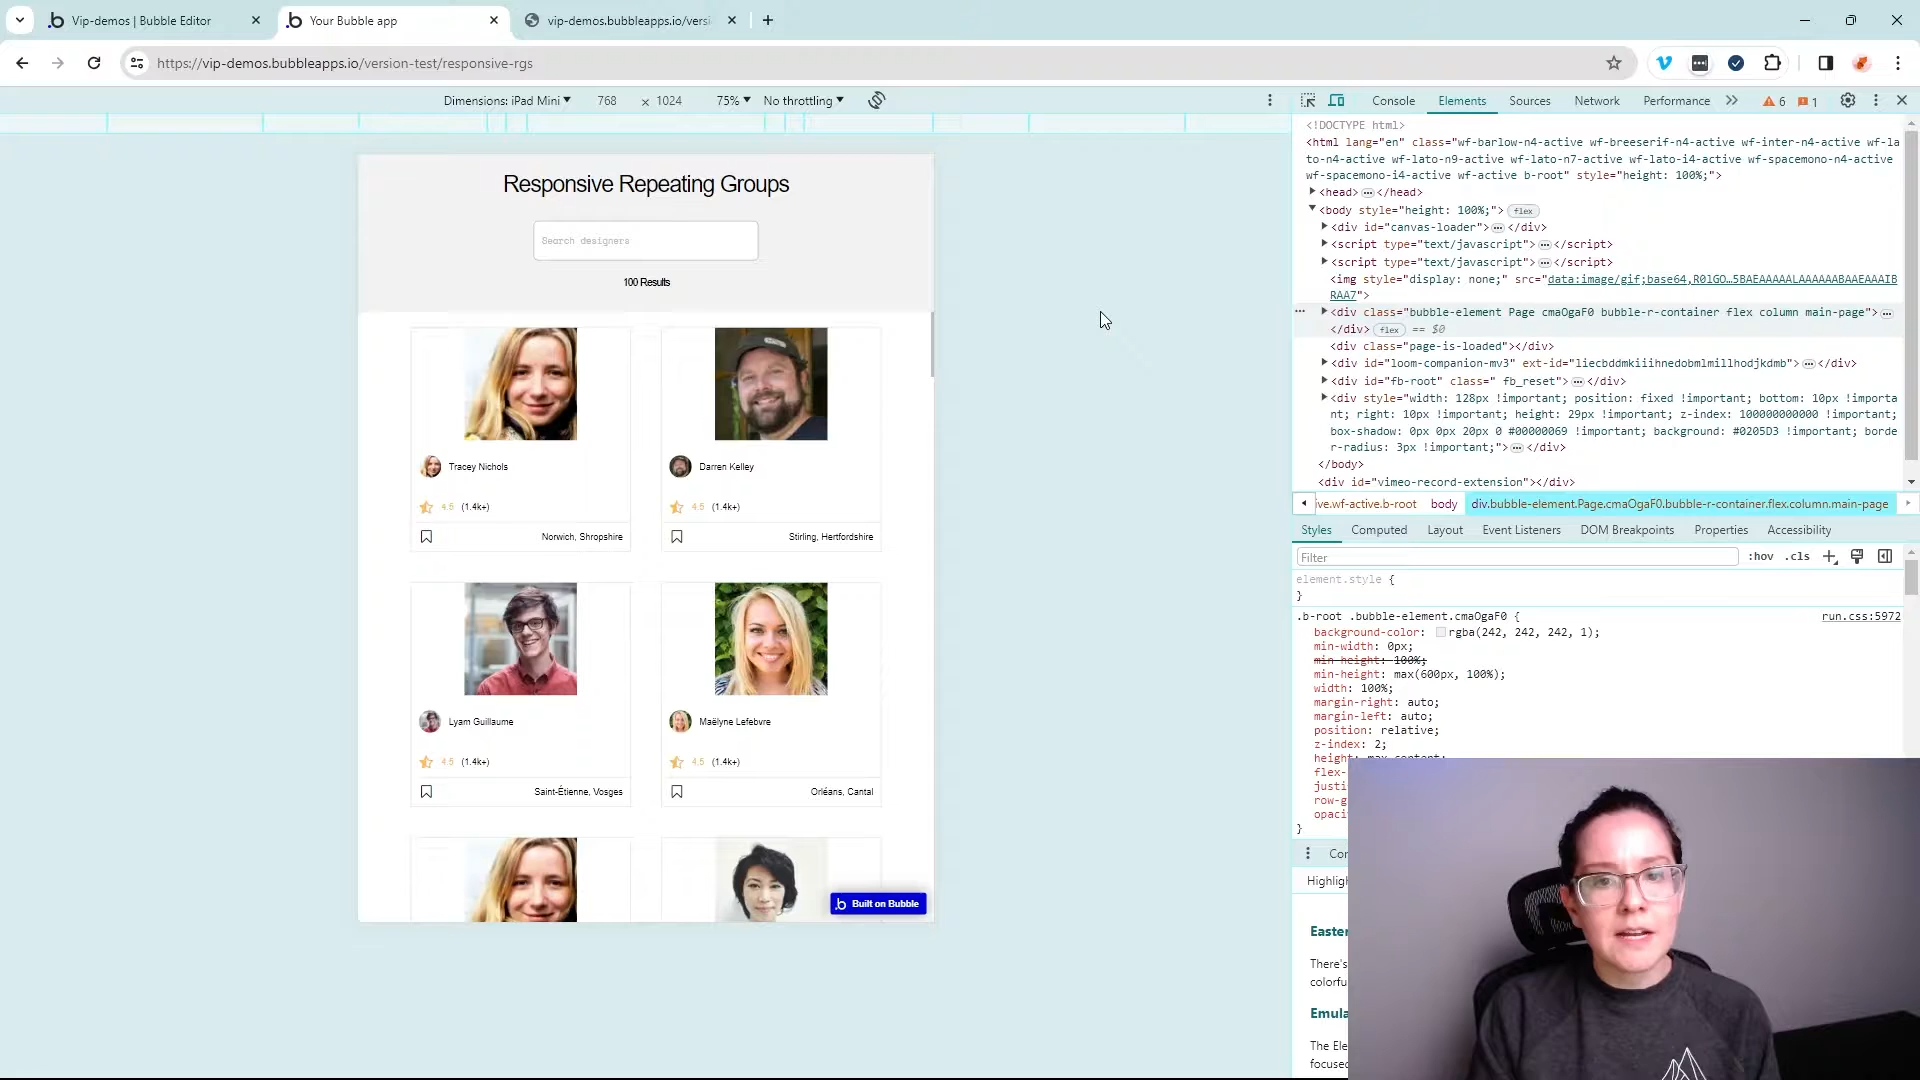 Vip-demos | Bubble Editor
Your Bubble app
vip-demos.bubbleapps.io/versi
https://vip-demos.bubbleapps.io/version-test/responsive-rgs
Dimensions: iPad Mini 768 x 1024 75% No throttling
Console Elements Sources Network Performance 6 1
Responsive Repeating Groups
Search designers
100 Results
Tracey Nichols
4.5 (1.4k+)
Norwich, Shropshire
Darren Kelley
4.5 (1.4k+)
Stirling, Hertfordshire
Lyam Guillaume
4.5 (1.4k+)
Saint-Étienne, Vosges
Maëlyne Lefebvre
4.5 (1.4k+)
Orléans, Cantal
Built on Bubble
<!DOCTYPE html>
<html lang="en" class="wf-barlow-n4-active wf-breeserif-n4-active wf-inter-n4-active wf-la
to-n4-active wf-lato-n9-active wf-lato-n7-active wf-lato-i4-active wf-spacemono-n4-active
wf-spacemono-i4-active wf-active b-root" style="height: 100%;">
<head>…</head>
<body style="height: 100%;"> flex
<div id="canvas-loader">…</div>
<script type="text/javascript">…</script>
<script type="text/javascript">…</script>
<img style="display: none;" src="data:image/gif;base64,R0lGO…5BAEAAAAALAAAAAABAAEAAAIB
RAA7">
<div class="bubble-element Page cmaOgaF0 bubble-r-container flex column main-page">…
</div> flex == $0
<div class="page-is-loaded"></div>
<div id="loom-companion-mv3" ext-id="liecbddmkiiihnedobmlmillhodjkdmb">…</div>
<div id="fb-root" class=" fb_reset">…</div>
<div style="width: 128px !important; position: fixed !important; bottom: 10px !importa
nt; right: 10px !important; height: 29px !important; z-index: 100000000000 !important;
box-shadow: 0px 0px 20px 0 #00000069 !important; background: #0205D3 !important; borde
r-radius: 3px !important;">…</div>
</body>
<div id="vimeo-record-extension"></div>
ive.wf-active.b-root body div.bubble-element.Page.cmaOgaF0.bubble-r-container.flex.column.main-page
Styles Computed Layout Event Listeners DOM Breakpoints Properties Accessibility
Filter :hov .cls
element.style {
}
.b-root .bubble-element.cmaOgaF0 { run.css:5972
background-color: rgba(242, 242, 242, 1);
min-width: 0px;
min-height: 100%;
min-height: max(600px, 100%);
width: 100%;
margin-right: auto;
margin-left: auto;
position: relative;
z-index: 2;
height: max-content;
flex-
justi
row-g
opaci
}
Cor
Highligh
Easter
There's
colorfu
Emula
The Ele
focused